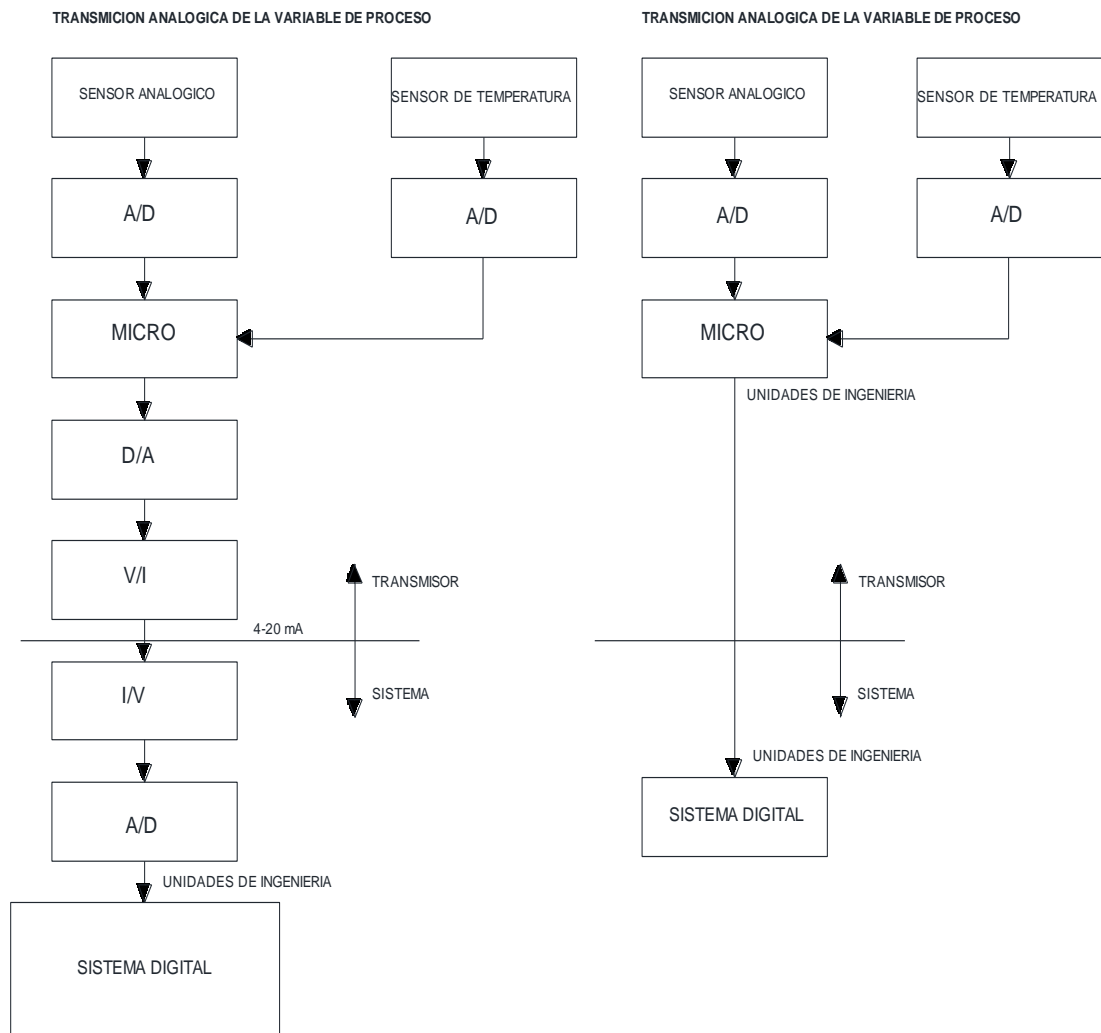 TRANSMICION ANALOGICA DE LA VARIABLE DE PROCESO
SENSOR ANALOGICO
SENSOR DE TEMPERATURA
A/D
A/D
MICRO
D/A
V/I
TRANSMISOR
4-20 mA
I/V
SISTEMA
A/D
UNIDADES DE INGENIERIA
SISTEMA DIGITAL
TRANSMICION ANALOGICA DE LA VARIABLE DE PROCESO
SENSOR ANALOGICO
SENSOR DE TEMPERATURA
A/D
A/D
MICRO
UNIDADES DE INGENIERIA
TRANSMISOR
SISTEMA
UNIDADES DE INGENIERIA
SISTEMA DIGITAL